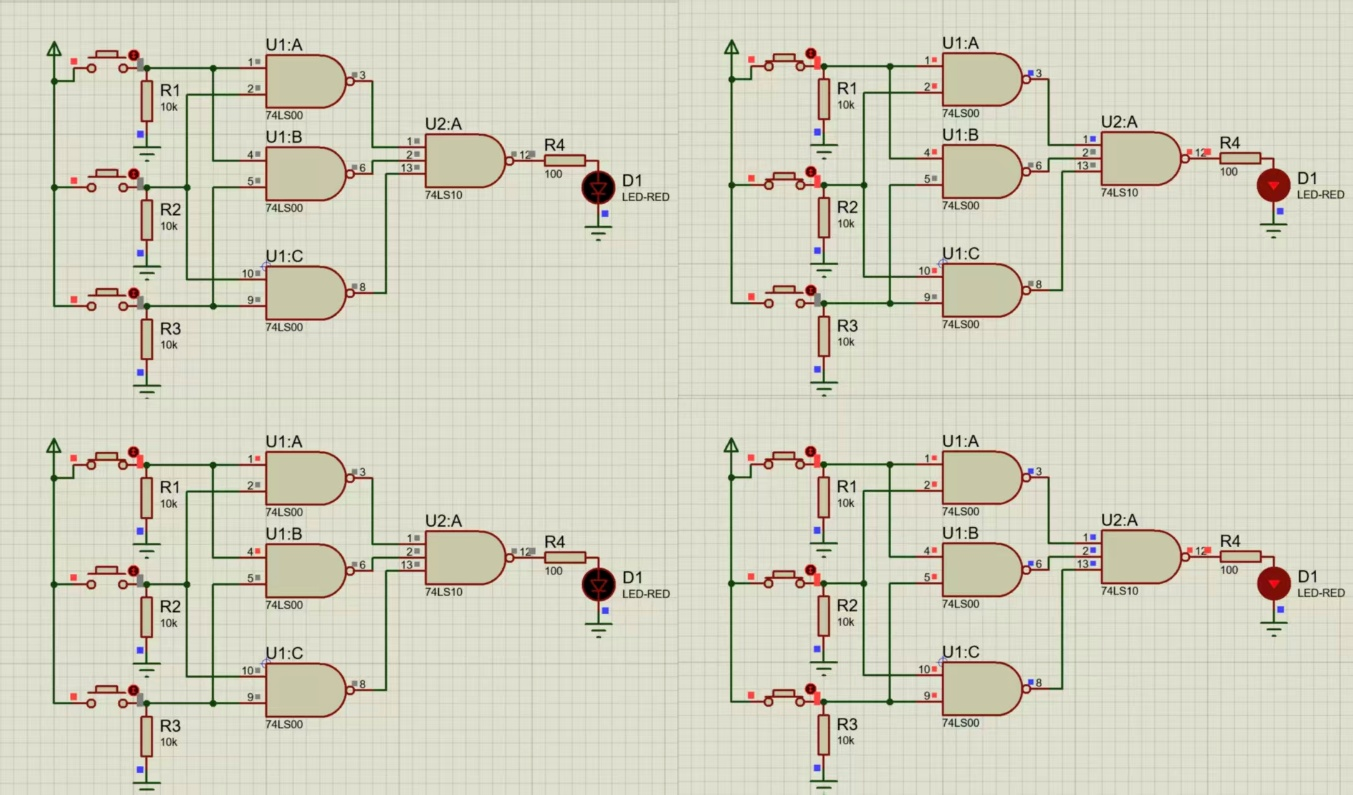 U1:A
1
2
3
74LS00
R1
10k
U1:B
4
5
6
74LS00
R2
10k
U1:C
10
9
8
74LS00
R3
10k
U2:A
1
2
13
12
74LS10
R4
100
D1
LED-RED
U1:A
1
2
3
74LS00
R1
10k
U1:B
4
5
6
74LS00
R2
10k
U1:C
10
9
8
74LS00
R3
10k
U2:A
1
2
13
12
74LS10
R4
100
D1
LED-RED
U1:A
1
2
3
74LS00
R1
10k
U1:B
4
5
6
74LS00
R2
10k
U1:C
10
9
8
74LS00
R3
10k
U2:A
1
2
13
12
74LS10
R4
100
D1
LED-RED
U1:A
1
2
3
74LS00
R1
10k
U1:B
4
5
6
74LS00
R2
10k
U1:C
10
9
8
74LS00
R3
10k
U2:A
1
2
13
12
74LS10
R4
100
D1
LED-RED